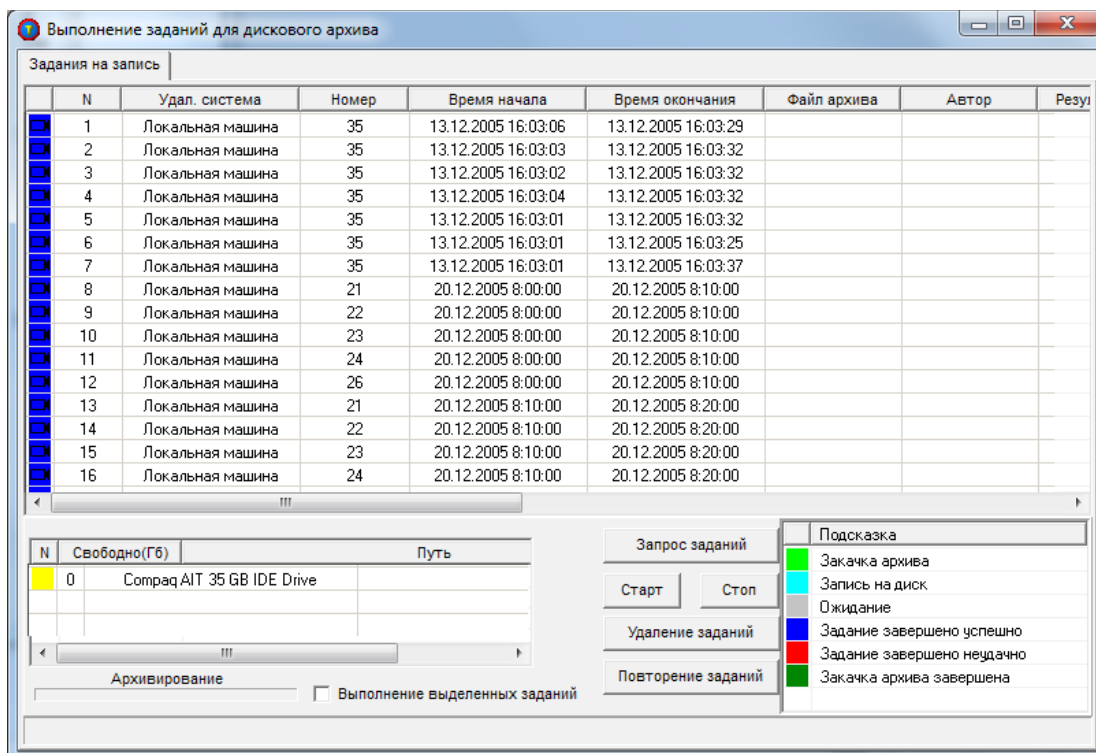 Выполнение заданий для дискового архива
Задания на запись
N Удал. система Номер Время начала Время окончания Файл архива Автор Резул
1 Локальная машина 35 13.12.2005 16:03:06 13.12.2005 16:03:29
2 Локальная машина 35 13.12.2005 16:03:03 13.12.2005 16:03:32
3 Локальная машина 35 13.12.2005 16:03:02 13.12.2005 16:03:32
4 Локальная машина 35 13.12.2005 16:03:04 13.12.2005 16:03:32
5 Локальная машина 35 13.12.2005 16:03:01 13.12.2005 16:03:32
6 Локальная машина 35 13.12.2005 16:03:01 13.12.2005 16:03:25
7 Локальная машина 35 13.12.2005 16:03:01 13.12.2005 16:03:37
8 Локальная машина 21 20.12.2005 8:00:00 20.12.2005 8:10:00
9 Локальная машина 22 20.12.2005 8:00:00 20.12.2005 8:10:00
10 Локальная машина 23 20.12.2005 8:00:00 20.12.2005 8:10:00
11 Локальная машина 24 20.12.2005 8:00:00 20.12.2005 8:10:00
12 Локальная машина 26 20.12.2005 8:00:00 20.12.2005 8:10:00
13 Локальная машина 21 20.12.2005 8:10:00 20.12.2005 8:20:00
14 Локальная машина 22 20.12.2005 8:10:00 20.12.2005 8:20:00
15 Локальная машина 23 20.12.2005 8:10:00 20.12.2005 8:20:00
16 Локальная машина 24 20.12.2005 8:10:00 20.12.2005 8:20:00
N Свободно(Гб) Путь
0 Compaq AIT 35 GB IDE Drive
Архивирование
Выполнение выделенных заданий
Запрос заданий
Старт Стоп
Удаление заданий
Повторение заданий
Подсказка
Закачка архива
Запись на диск
Ожидание
Задание завершено успешно
Задание завершено неудачно
Закачка архива завершена